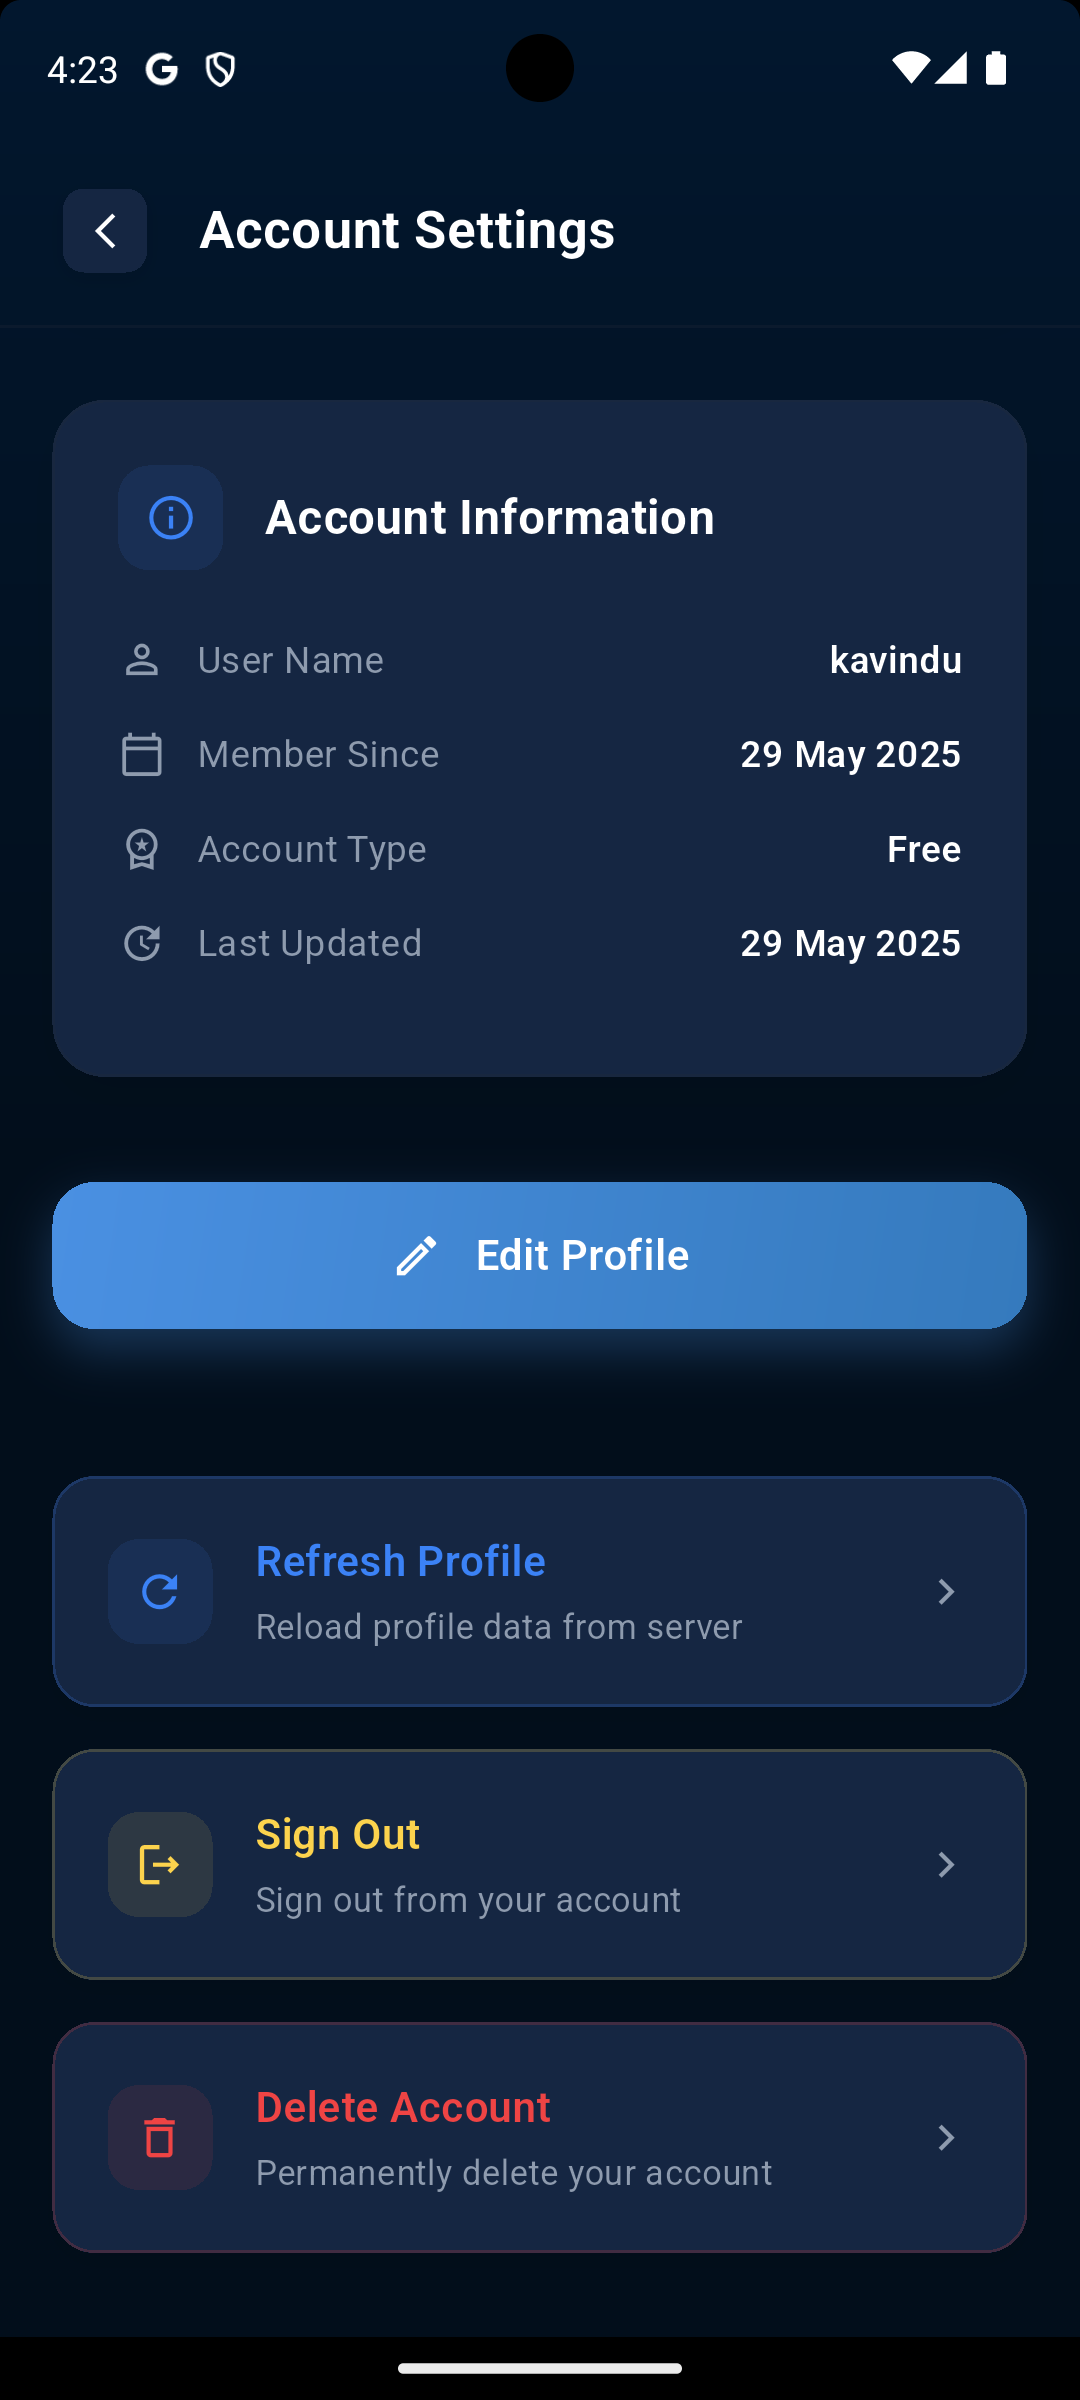 4:23
Account Settings
Account Information
User Name kavindu
Member Since 29 May 2025
Account Type Free
Last Updated 29 May 2025
Edit Profile
Refresh Profile
Reload profile data from server
Sign Out
Sign out from your account
Delete Account
Permanently delete your account